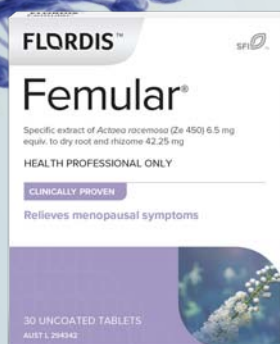 FLORDIS™
SFI
Femular®
Specific extract of Actaea racemosa (Ze 450) 6.5 mg
equiv. to dry root and rhizome 42.25 mg
HEALTH PROFESSIONAL ONLY
CLINICALLY PROVEN
Relieves menopausal symptoms
30 UNCOATED TABLETS
AUST L 294342